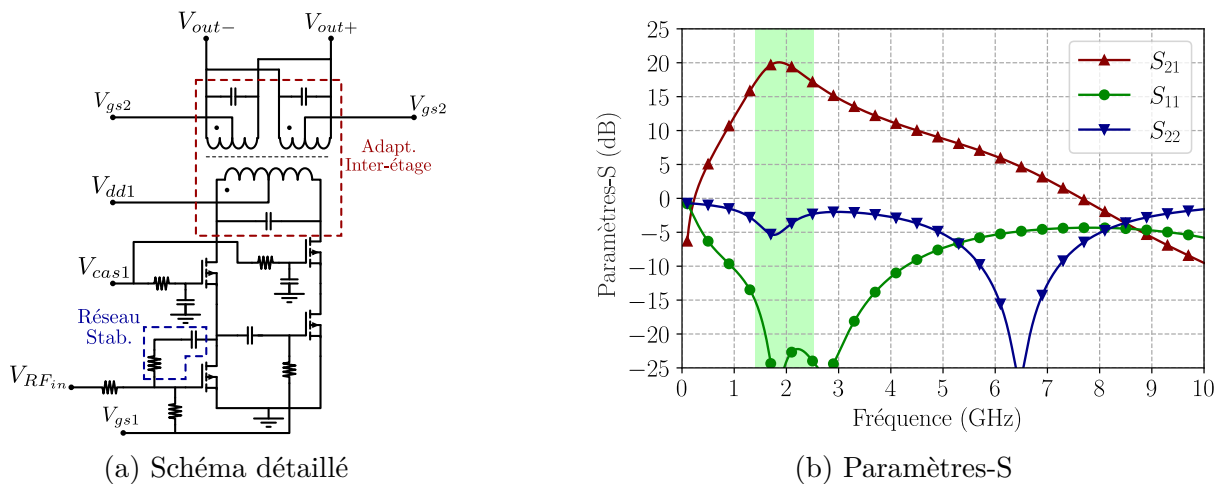 V_{out-} V_{out+}
V_{gs2} V_{gs2}
Adapt.
Inter-étage
V_{dd1}
V_{cas1}
Réseau
Stab.
V_{RF_{in}}
V_{gs1}
(a) Schéma détaillé
25
20
15
10
5
0
−5
−10
−15
−20
−25
Paramètres-S (dB)
S_{21}
S_{11}
S_{22}
0 1 2 3 4 5 6 7 8 9 10
Fréquence (GHz)
(b) Paramètres-S